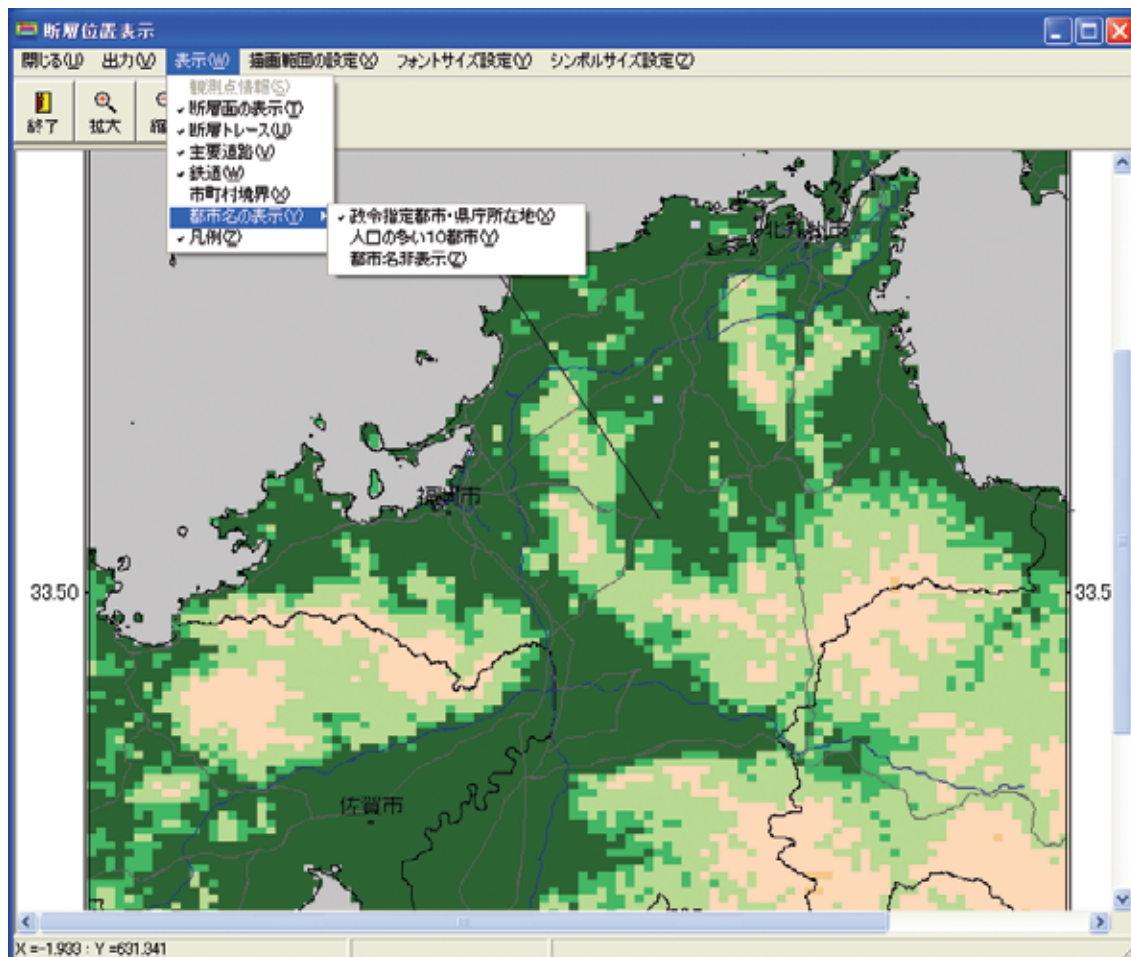 断層位置表示
閉じる(U) 出力(V) 表示(W) 描画範囲の設定(X) フォントサイズ設定(Y) シンボルサイズ設定(Z)
終了 拡大
観測点情報(S)
✓断層面の表示(T)
✓断層トレース(U)
✓主要道路(V)
✓鉄道(W)
市町村境界(X)
都市名の表示(Y)
✓凡例(Z)
✓政令指定都市・県庁所在地(X)
人口の多い10都市(Y)
都市名非表示(Z)
北九州市
福岡市
33.50
33.5
佐賀市
X =-1.933 : Y =631.341